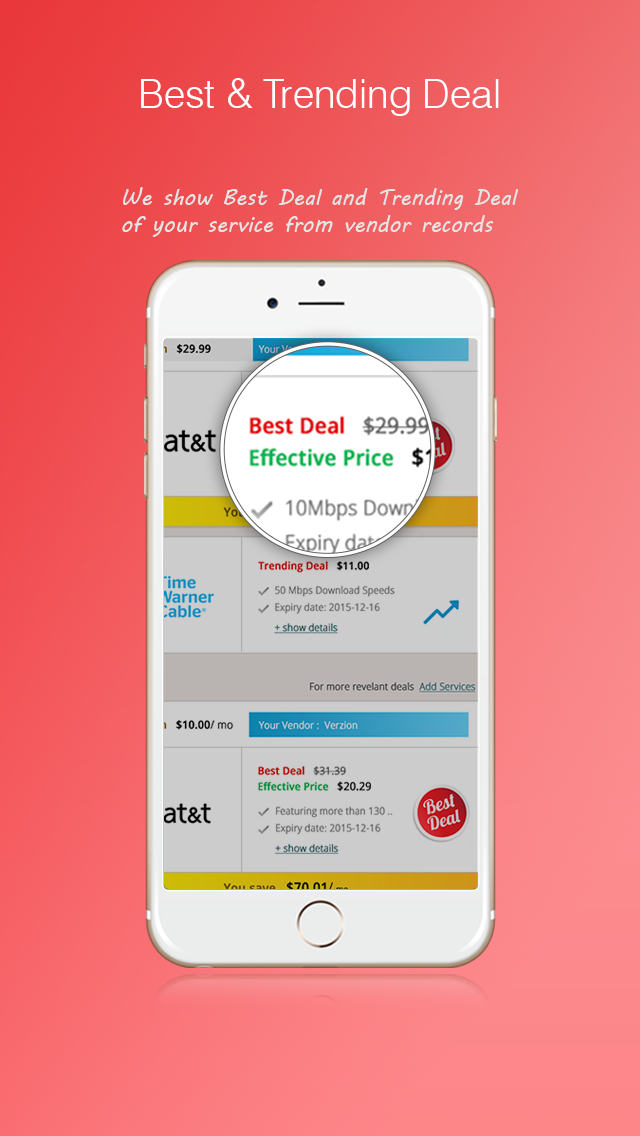 Best & Trending Deal
We show Best Deal and Trending Deal
of your service from vendor records
$29.99
Your
Best Deal $29.99
Effective Price
10Mbps
Expiry
at&t
Trending Deal $11.00
Time
Warner
Cable
50 Mbps Download Speeds
Expiry date: 2015-12-16
+ show details
For more revelant deals Add Services
$10.00/ mo
Your Vendor : Verzion
at&t
Best Deal $31.39
Effective Price $20.29
Featuring more than 130 ..
Expiry date: 2015-12-16
+ show details
Best
Deal
You save $70.01/ mo